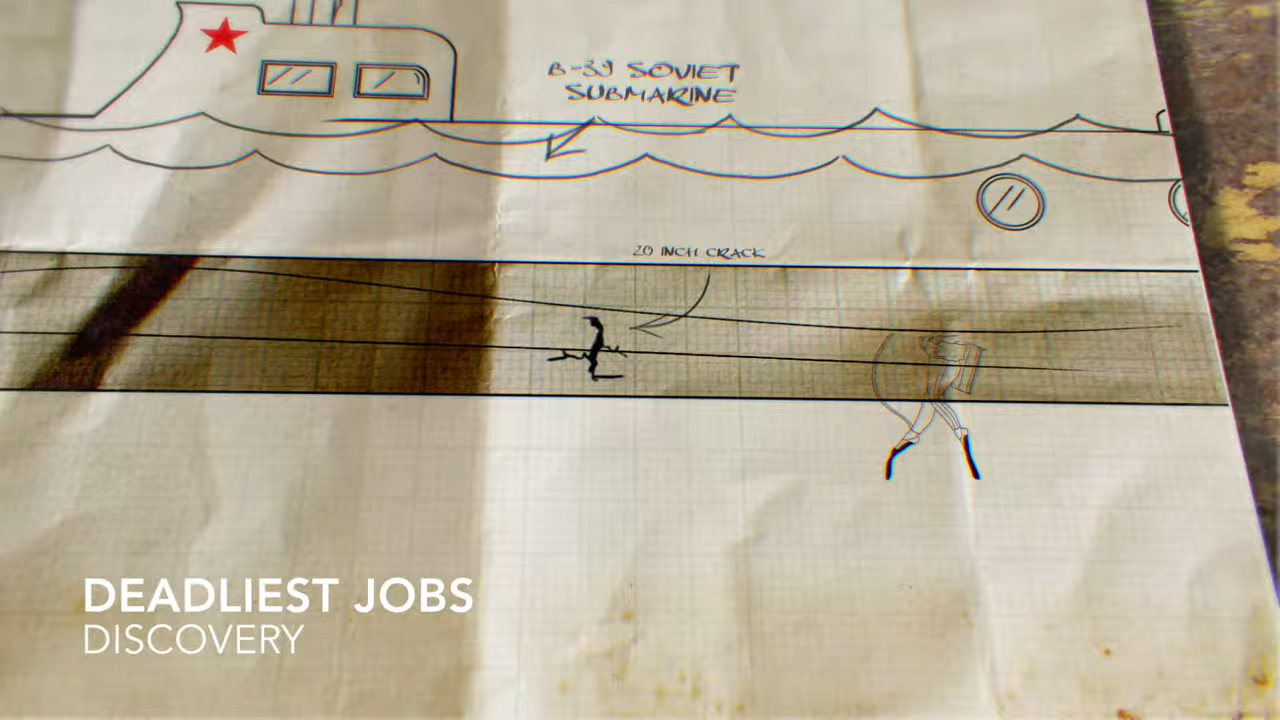 B-39 SOVIET
SUBMARINE
20 INCH CRACK
DEADLIEST JOBS
DISCOVERY